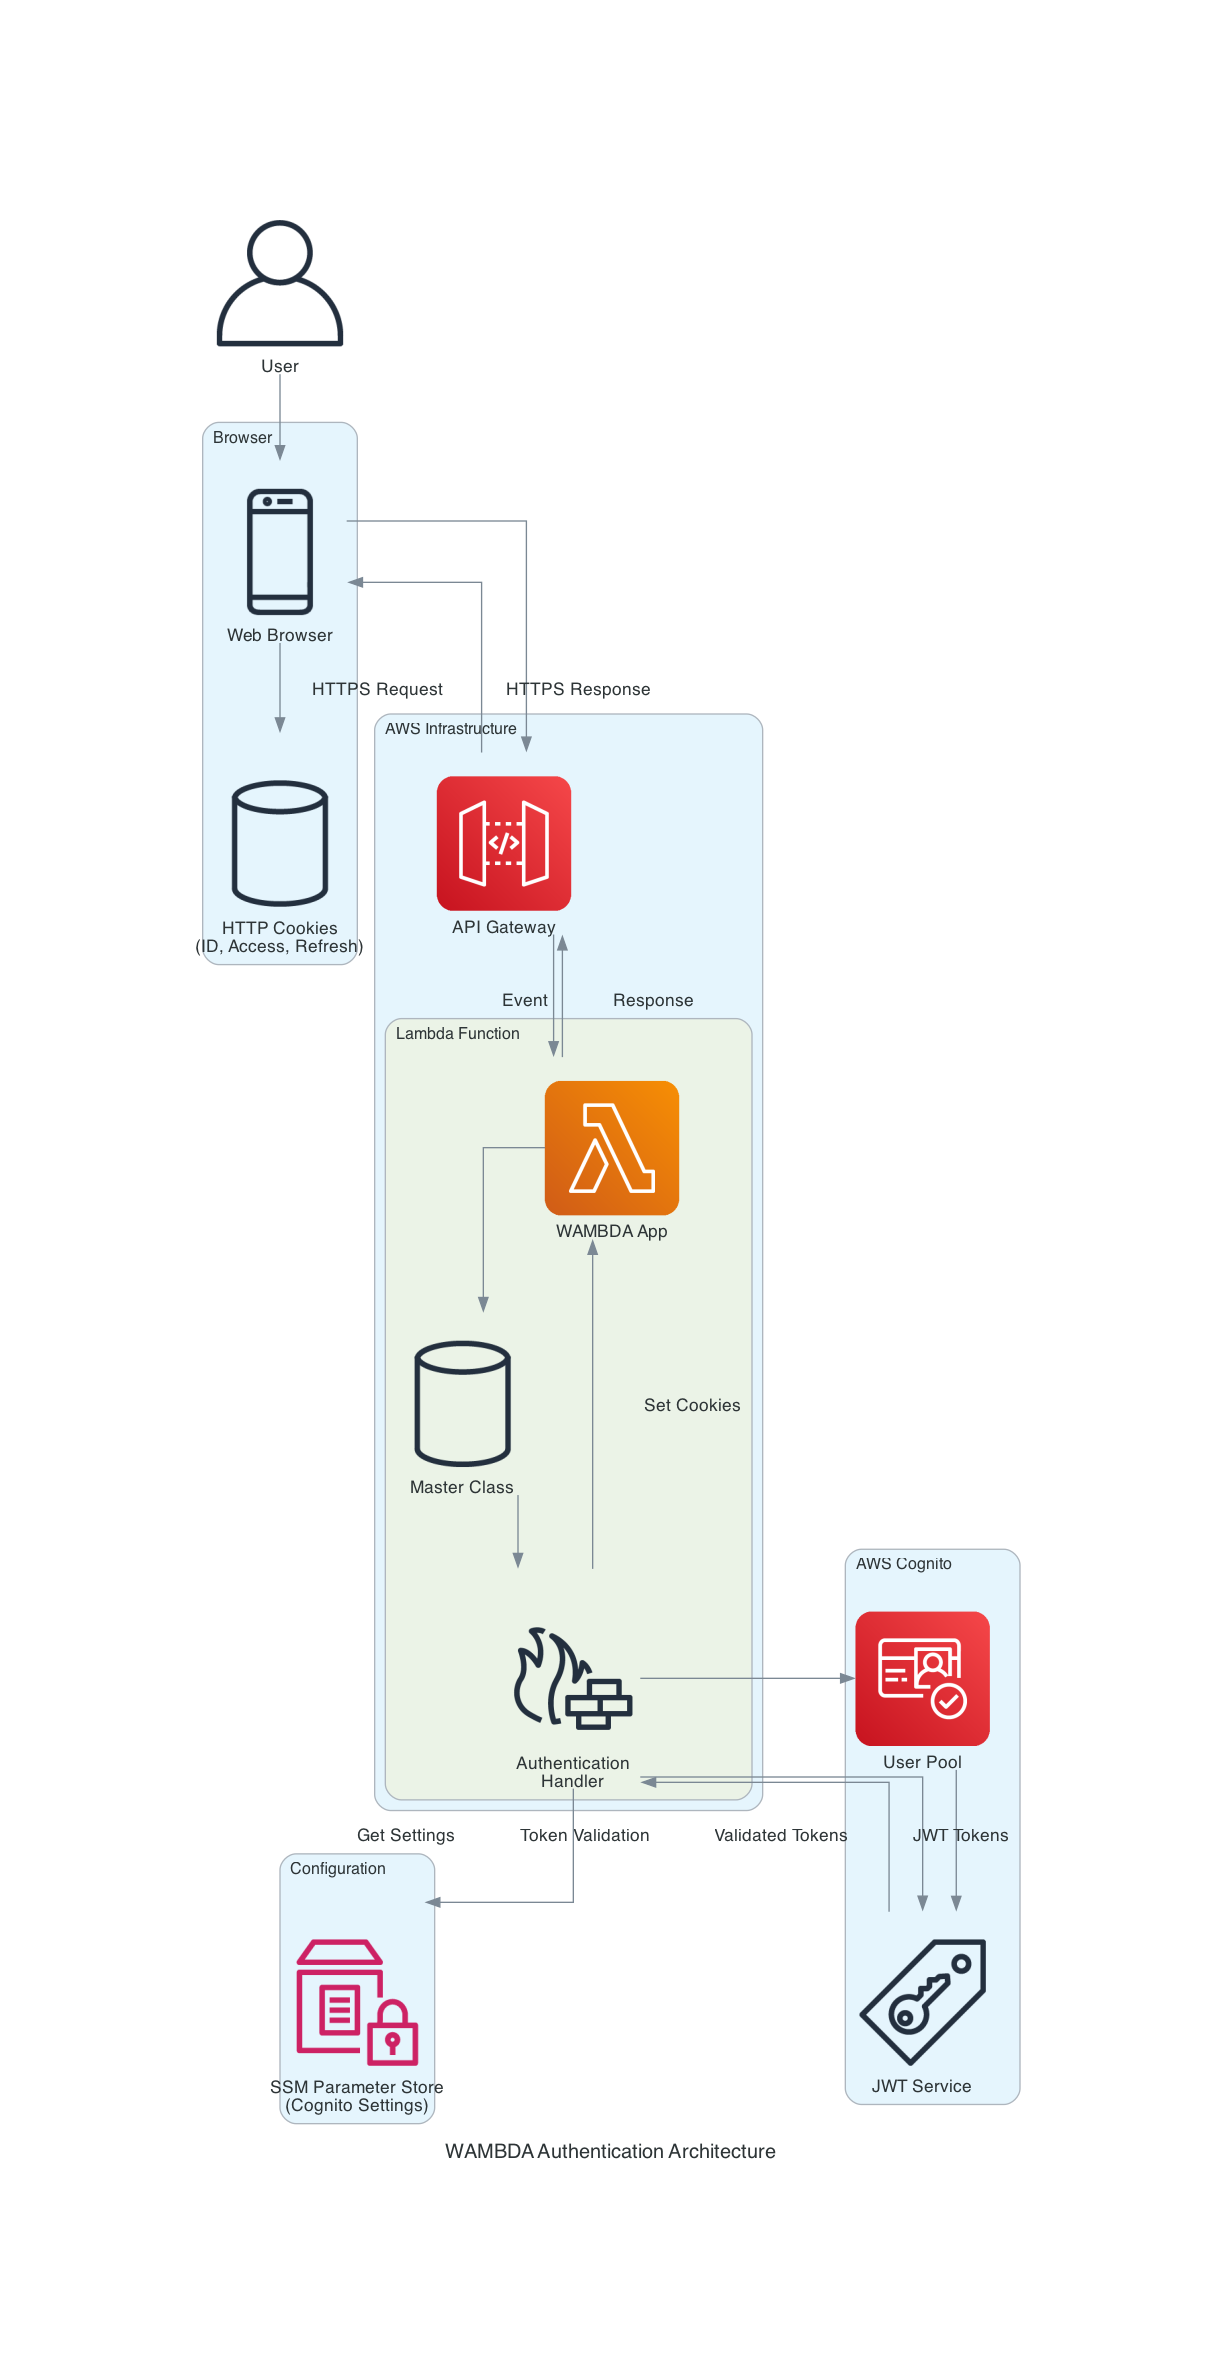 User
Browser
Web Browser
HTTPS Request
HTTPS Response
AWS Infrastructure
HTTP Cookies
(ID, Access, Refresh)
API Gateway
Event
Response
Lambda Function
WAMBDA App
Set Cookies
Master Class
AWS Cognito
Authentication
Handler
User Pool
Get Settings
Token Validation
Validated Tokens
JWT Tokens
Configuration
SSM Parameter Store
(Cognito Settings)
JWT Service
WAMBDA Authentication Architecture